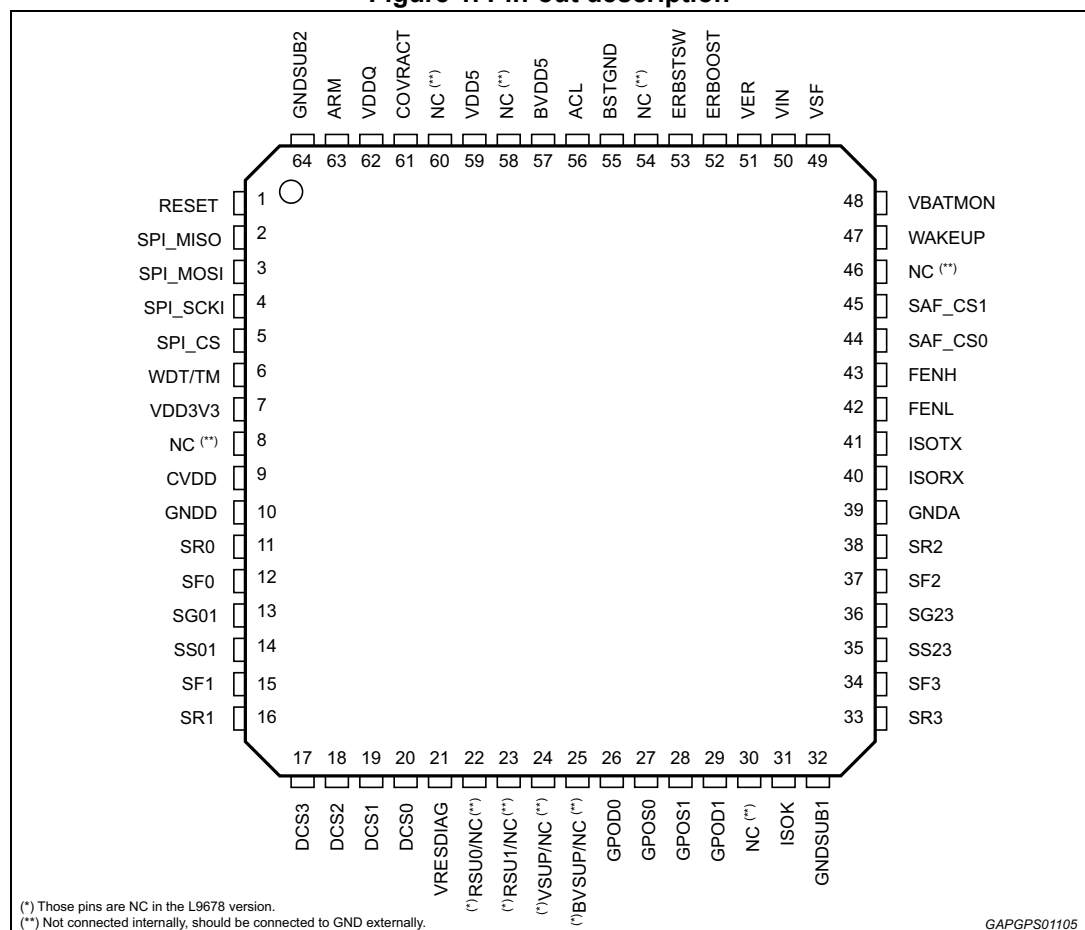 Figure 1. Pin-out description
GNDSUB2
ARM
VDDQ
COVRACT
NC (**)
VDD5
NC (**)
BVDD5
ACL
BSTGND
NC (**)
ERBSTSW
ERBOOST
VER
VIN
VSF
64 63 62 61 60 59 58 57 56 55 54 53 52 51 50 49
RESET 1
SPI_MISO 2
SPI_MOSI 3
SPI_SCKI 4
SPI_CS 5
WDT/TM 6
VDD3V3 7
NC (**) 8
CVDD 9
GNDD 10
SR0 11
SF0 12
SG01 13
SS01 14
SF1 15
SR1 16
48 VBATMON
47 WAKEUP
46 NC (**)
45 SAF_CS1
44 SAF_CS0
43 FENH
42 FENL
41 ISOTX
40 ISORX
39 GNDA
38 SR2
37 SF2
36 SG23
35 SS23
34 SF3
33 SR3
17 18 19 20 21 22 23 24 25 26 27 28 29 30 31 32
DCS3
DCS2
DCS1
DCS0
VRESDIAG
(*)RSU0/NC(**)
(*)RSU1/NC(**)
(*)VSUP/NC(**)
(*)BVSUP/NC(**)
GPOD0
GPOS0
GPOS1
GPOD1
NC (**)
ISOK
GNDSUB1
(*) Those pins are NC in the L9678 version.
(**) Not connected internally, should be connected to GND externally.
GAPGPS01105